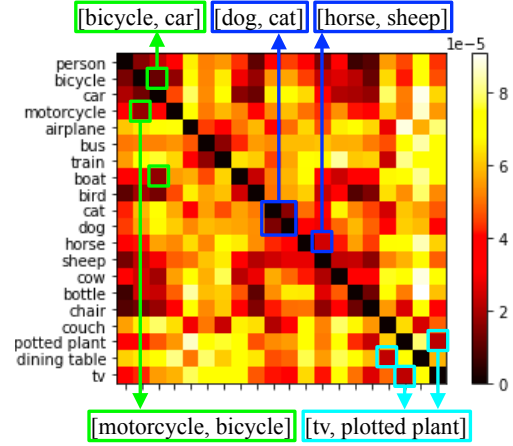 [bicycle, car]
[dog, cat]
[horse, sheep]
1e−5
person
bicycle
car
motorcycle
airplane
bus
train
boat
bird
cat
dog
horse
sheep
cow
bottle
chair
couch
potted plant
dining table
tv
8
6
4
2
0
[motorcycle, bicycle]
[tv, plotted plant]